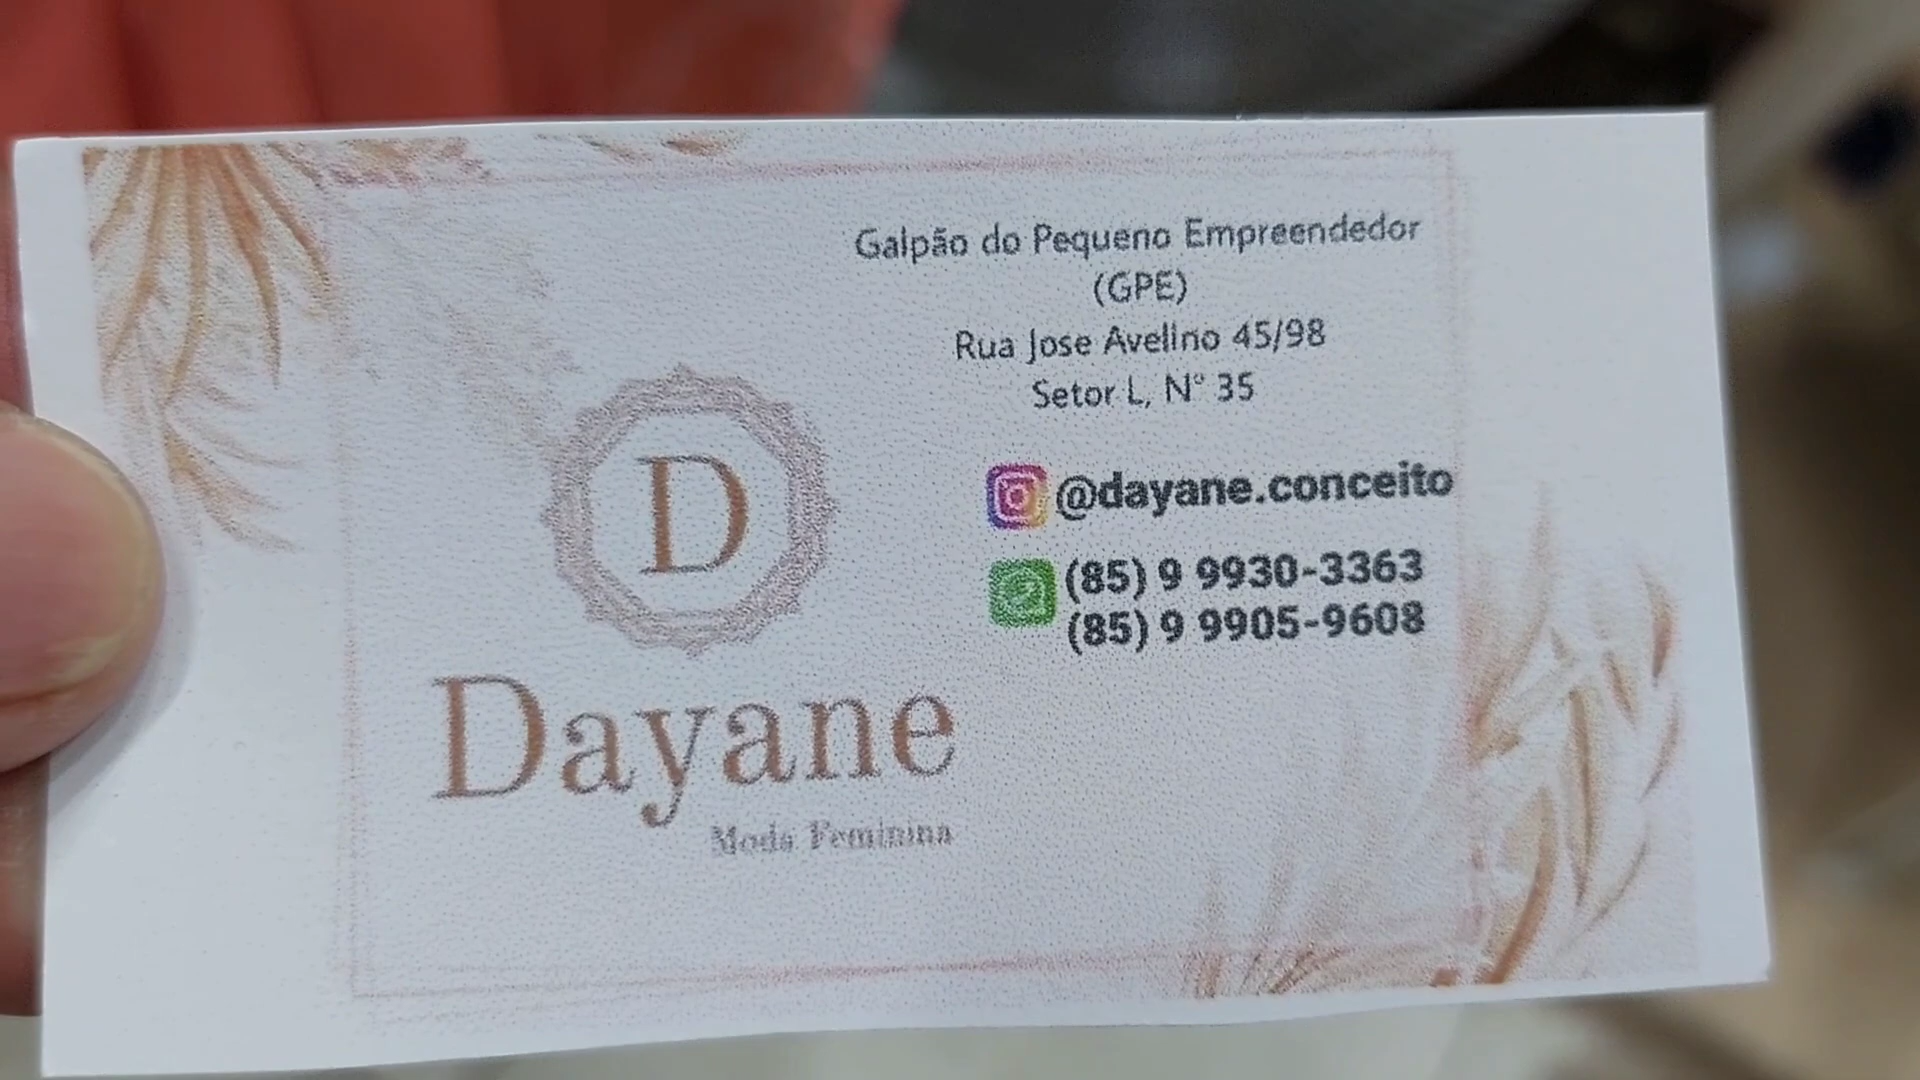 Galpão do Pequeno Empreendedor
(GPE)
Rua Jose Avelino 45/98
Setor L, N° 35
@dayane.conceito
(85) 9 9930-3363
(85) 9 9905-9608
D
Dayane
Moda Feminina